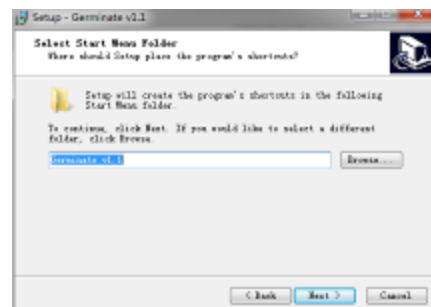 Setup - Germinate v1.1
Select Start Menu Folder
Where should Setup place the program's shortcuts?
Setup will create the program's shortcuts in the following
Start Menu folder.
To continue, click Next. If you would like to select a different
folder, click Browse.
Germinate v1.1
Browse...
< Back
Next >
Cancel